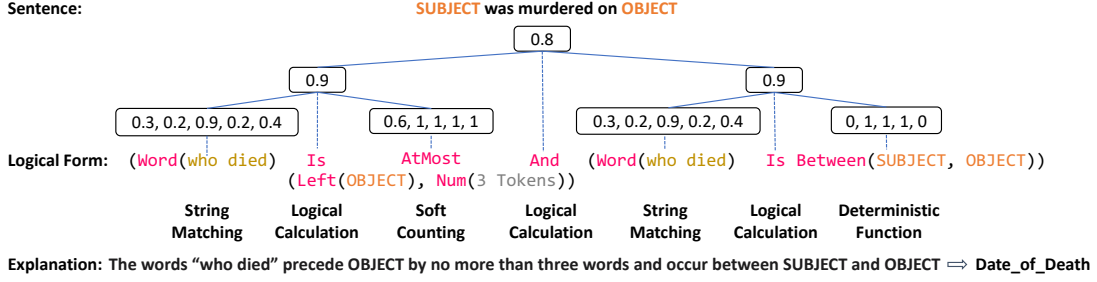 Sentence: SUBJECT was murdered on OBJECT
0.8
0.9 0.9
0.3, 0.2, 0.9, 0.2, 0.4 0.6, 1, 1, 1, 1 0.3, 0.2, 0.9, 0.2, 0.4 0, 1, 1, 1, 0
Logical Form: (Word(who died) Is AtMost And (Word(who died) Is Between(SUBJECT, OBJECT))
(Left(OBJECT), Num(3 Tokens))
String Logical Soft Logical String Logical Deterministic
Matching Calculation Counting Calculation Matching Calculation Function
Explanation: The words “who died” precede OBJECT by no more than three words and occur between SUBJECT and OBJECT ⇨ Date_of_Death